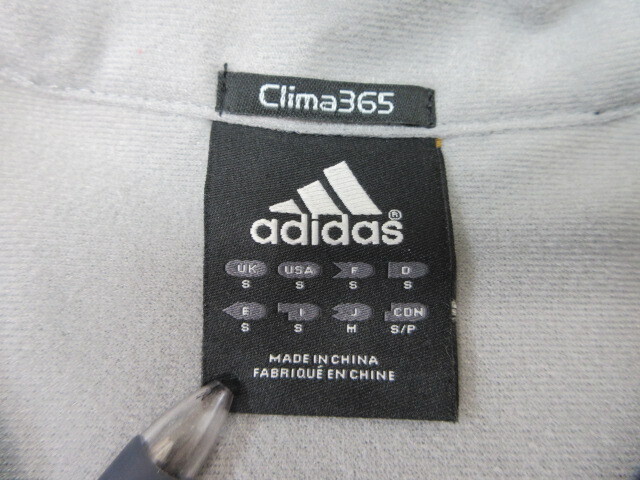 Clima365
adidas®
UK USA F D
S S S S
E I J CDN
S S M S/P
MADE IN CHINA
FABRIQUÉ EN CHINE